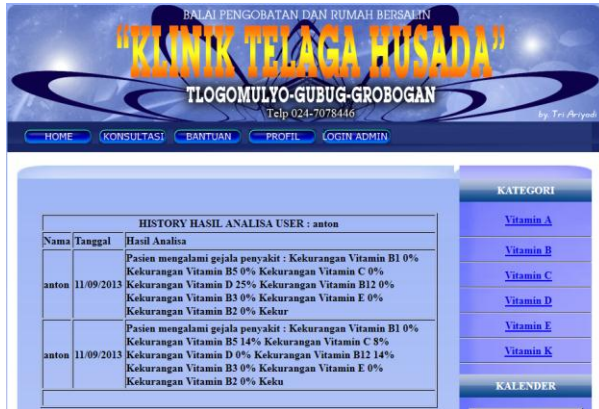 BALAI PENGOBATAN DAN RUMAH BERSALIN
"KLINIK TELAGA HUSADA"
TLOGOMULYO-GUBUG-GROBOGAN
Telp 024-7078446
by. Tri Ariyadi
HOME KONSULTASI BANTUAN PROFIL LOGIN ADMIN
HISTORY HASIL ANALISA USER : anton
Nama Tanggal Hasil Analisa
anton 11/09/2013 Pasien mengalami gejala penyakit : Kekurangan Vitamin B1 0%
Kekurangan Vitamin B5 0% Kekurangan Vitamin C 0%
Kekurangan Vitamin D 25% Kekurangan Vitamin B12 0%
Kekurangan Vitamin B3 0% Kekurangan Vitamin E 0%
Kekurangan Vitamin B2 0% Kekur
anton 11/09/2013 Pasien mengalami gejala penyakit : Kekurangan Vitamin B1 0%
Kekurangan Vitamin B5 14% Kekurangan Vitamin C 8%
Kekurangan Vitamin D 0% Kekurangan Vitamin B12 14%
Kekurangan Vitamin B3 0% Kekurangan Vitamin E 0%
Kekurangan Vitamin B2 0% Keku
KATEGORI
Vitamin A
Vitamin B
Vitamin C
Vitamin D
Vitamin E
Vitamin K
KALENDER